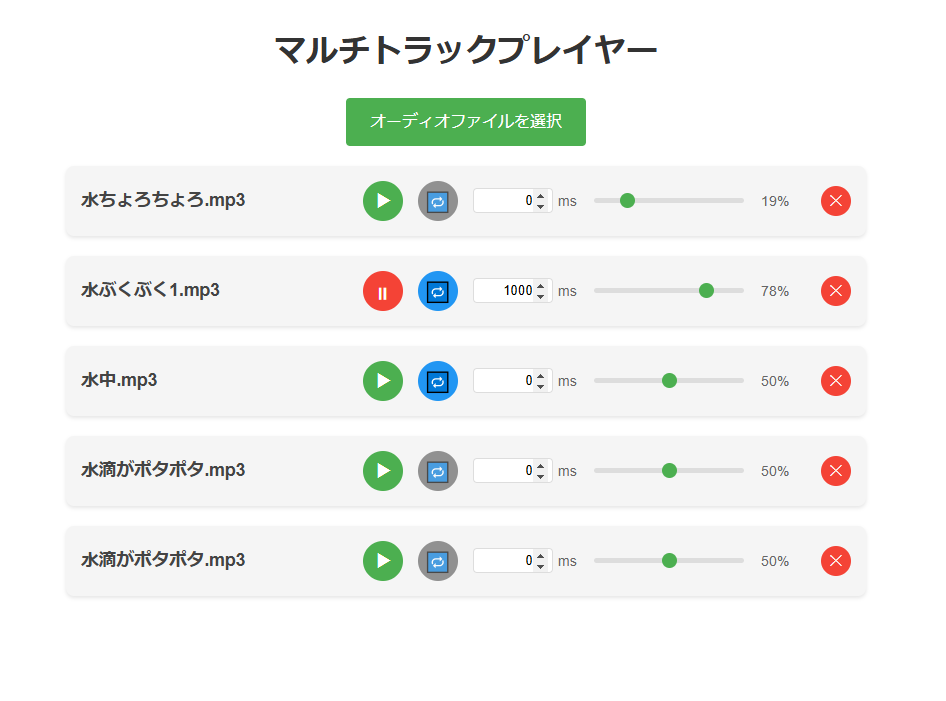 マルチトラックプレイヤー
オーディオファイルを選択
水ちょろちょろ.mp3 0 ms 19%
水ぶくぶく1.mp3 1000 ms 78%
水中.mp3 0 ms 50%
水滴がポタポタ.mp3 0 ms 50%
水滴がポタポタ.mp3 0 ms 50%